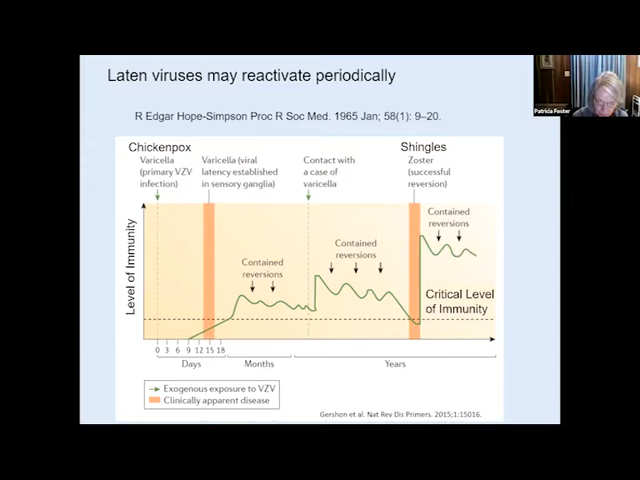 Laten viruses may reactivate periodically
R Edgar Hope-Simpson Proc R Soc Med. 1965 Jan; 58(1): 9–20.
Patricia Foster
Chickenpox
Shingles
Varicella
(primary VZV
infection)
Varicella (viral
latency established
in sensory ganglia)
Contact with
a case of
varicella
Zoster
(successful
reversion)
Contained
reversions
Contained
reversions
Contained
reversions
Level of Immunity
Critical Level
of Immunity
0 3 6 9 12 15 18
Days
Months
Years
Exogenous exposure to VZV
Clinically apparent disease
Gershon et al. Nat Rev Dis Primers. 2015;1:15016.